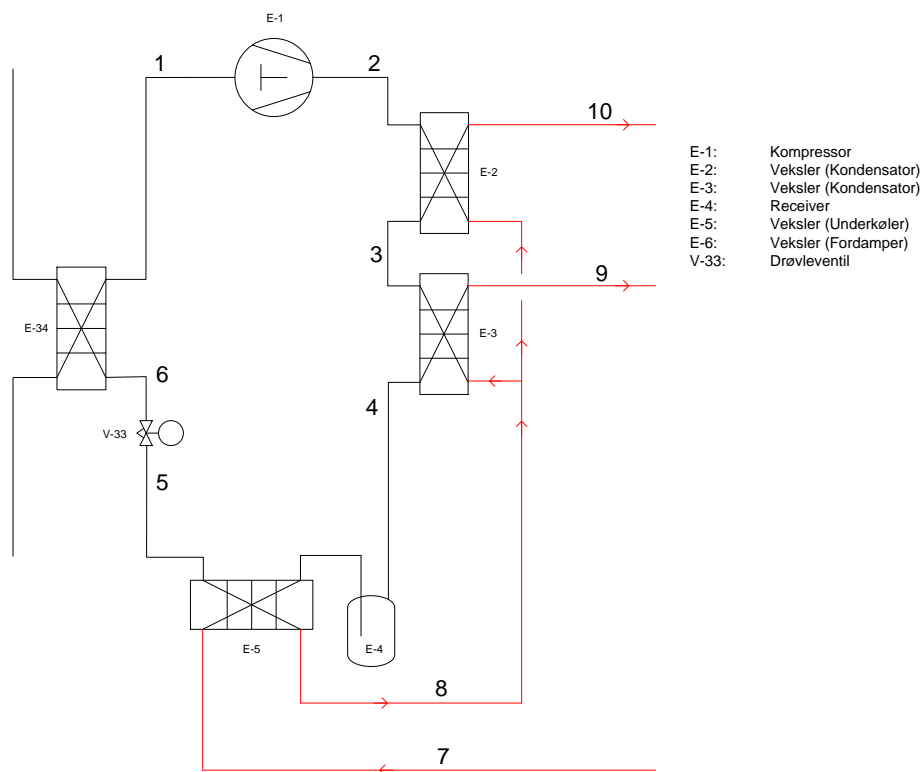 E-1
1
2
10
E-2
3
9
E-34
E-3
6
4
V-33
5
E-5
E-4
8
7
E-1: Kompressor
E-2: Veksler (Kondensator)
E-3: Veksler (Kondensator)
E-4: Receiver
E-5: Veksler (Underkøler)
E-6: Veksler (Fordamper)
V-33: Drøvleventil